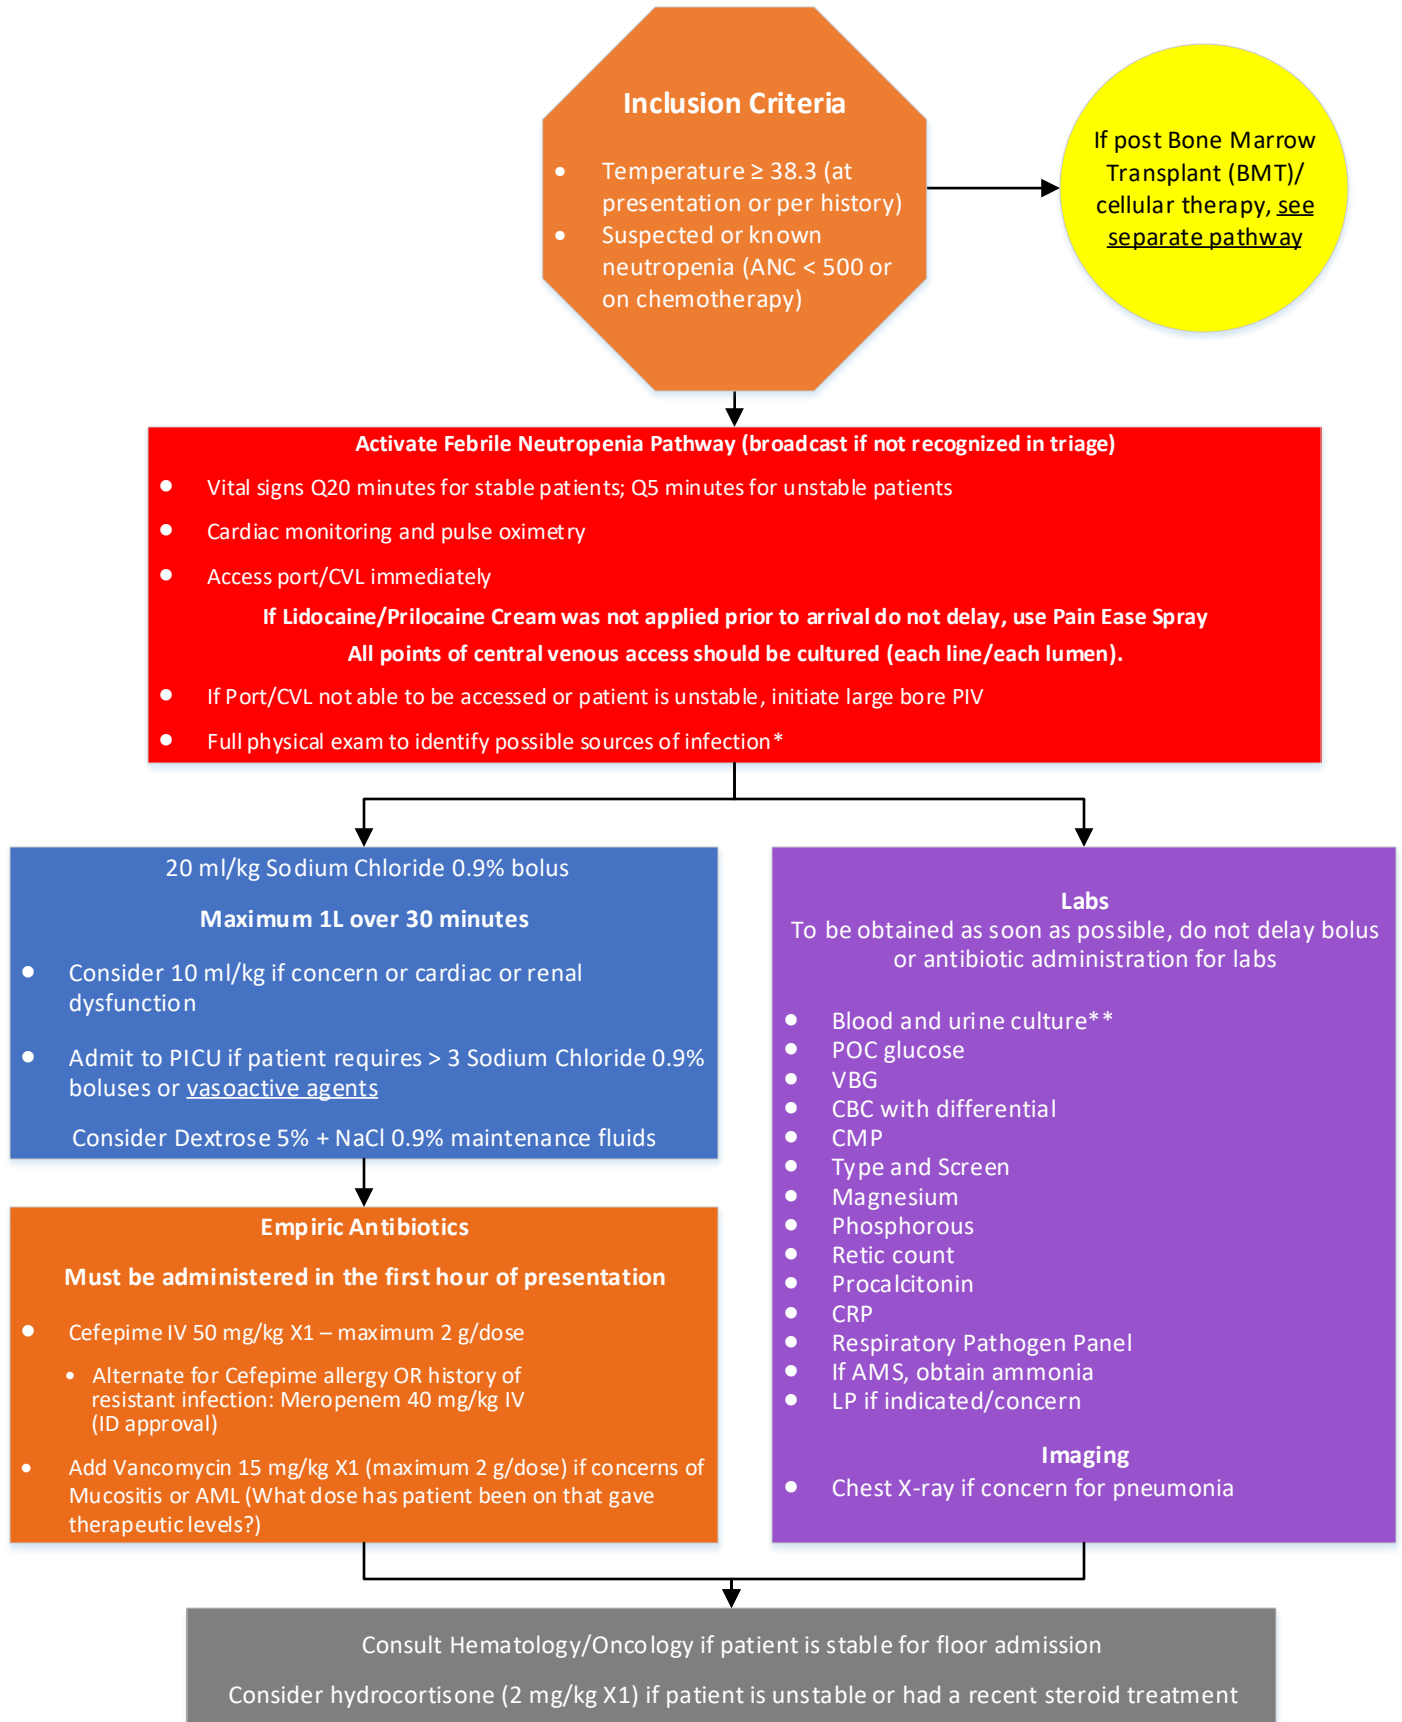 Inclusion Criteria
• Temperature ≥ 38.3 (at
presentation or per history)
• Suspected or known
neutropenia (ANC < 500 or
on chemotherapy)
If post Bone Marrow
Transplant (BMT)/
cellular therapy, see
separate pathway
Activate Febrile Neutropenia Pathway (broadcast if not recognized in triage)
• Vital signs Q20 minutes for stable patients; Q5 minutes for unstable patients
• Cardiac monitoring and pulse oximetry
• Access port/CVL immediately
If Lidocaine/Prilocaine Cream was not applied prior to arrival do not delay, use Pain Ease Spray
All points of central venous access should be cultured (each line/each lumen).
• If Port/CVL not able to be accessed or patient is unstable, initiate large bore PIV
• Full physical exam to identify possible sources of infection*
20 ml/kg Sodium Chloride 0.9% bolus
Maximum 1L over 30 minutes
• Consider 10 ml/kg if concern or cardiac or renal
dysfunction
• Admit to PICU if patient requires > 3 Sodium Chloride 0.9%
boluses or vasoactive agents
Consider Dextrose 5% + NaCl 0.9% maintenance fluids
Empiric Antibiotics
Must be administered in the first hour of presentation
• Cefepime IV 50 mg/kg X1 – maximum 2 g/dose
• Alternate for Cefepime allergy OR history of
resistant infection: Meropenem 40 mg/kg IV
(ID approval)
• Add Vancomycin 15 mg/kg X1 (maximum 2 g/dose) if concerns of
Mucositis or AML (What dose has patient been on that gave
therapeutic levels?)
Labs
To be obtained as soon as possible, do not delay bolus
or antibiotic administration for labs
• Blood and urine culture**
• POC glucose
• VBG
• CBC with differential
• CMP
• Type and Screen
• Magnesium
• Phosphorous
• Retic count
• Procalcitonin
• CRP
• Respiratory Pathogen Panel
• If AMS, obtain ammonia
• LP if indicated/concern
Imaging
• Chest X-ray if concern for pneumonia
Consult Hematology/Oncology if patient is stable for floor admission
Consider hydrocortisone (2 mg/kg X1) if patient is unstable or had a recent steroid treatment